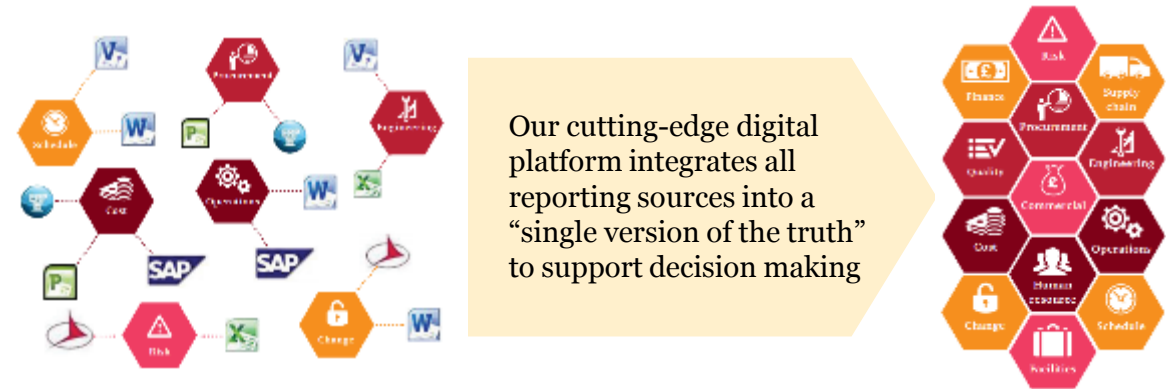 Schedule
Procurement
Engineering
Cost
Operations
SAP
SAP
Risk
Change
Our cutting-edge digital
platform integrates all
reporting sources into a
“single version of the truth”
to support decision making
Risk
Finance
Supply
chain
Procurement
Quality
Engineering
Commercial
Cost
Operations
Human
resource
Change
Schedule
Facilities